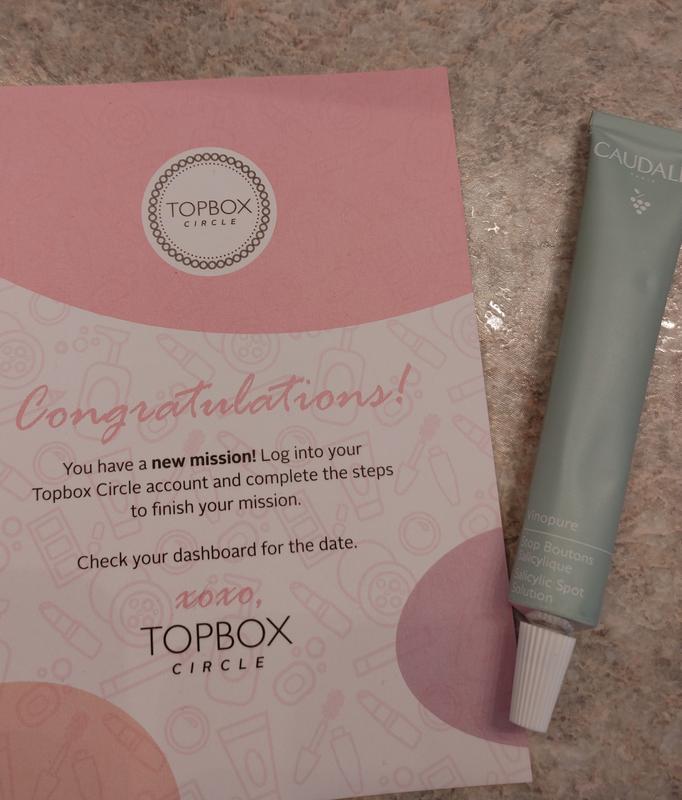 TOPBOX
CIRCLE
Congratulations!
You have a new mission! Log into your
Topbox Circle account and complete the steps
to finish your mission.
Check your dashboard for the date.
xoxo,
TOPBOX
CIRCLE
CAUDALI
PARIS
Vinopure
Stop Boutons
Salicylique
Salicylic Spot
Solution